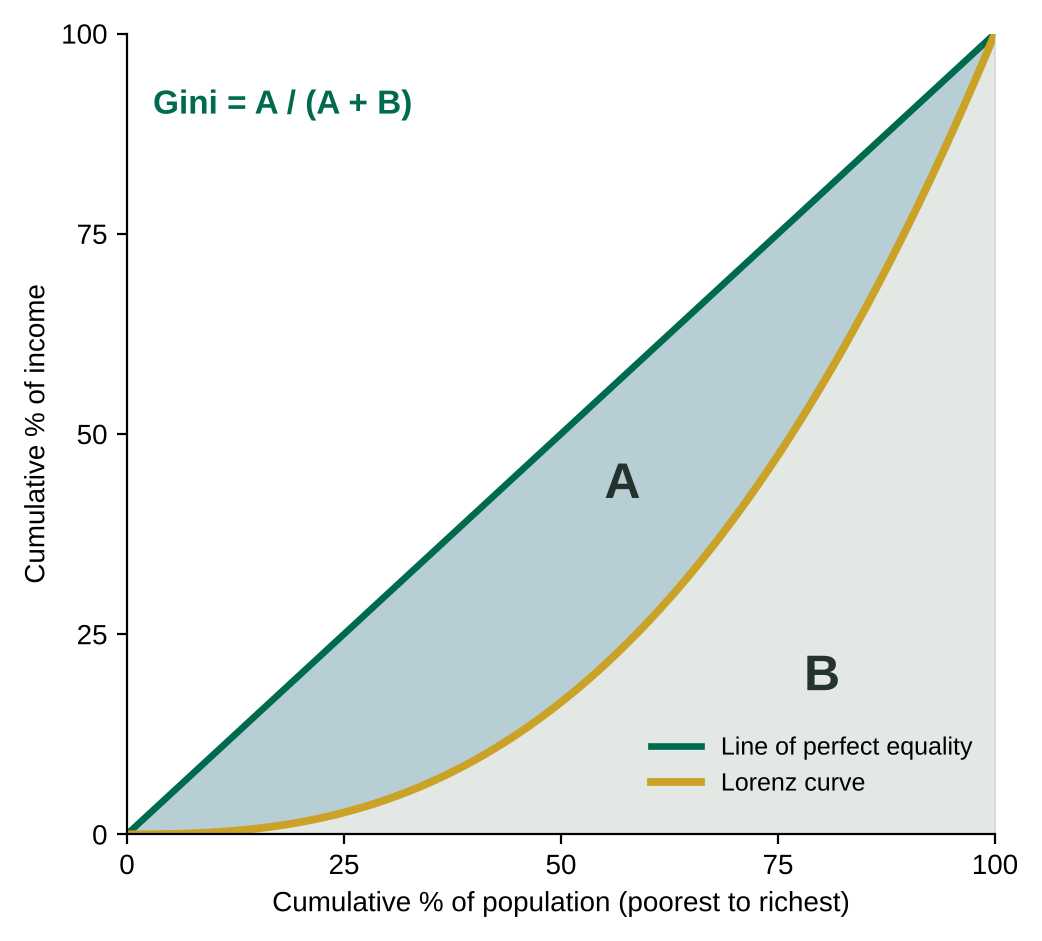 100
Gini = A / (A + B)
75
50
25
0
Cumulative % of income
A
B
Line of perfect equality
Lorenz curve
0 25 50 75 100
Cumulative % of population (poorest to richest)